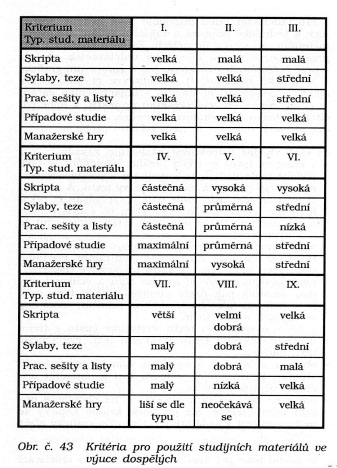 Kriterium I. II. III.
Typ. stud. materiálu
Skripta velká malá malá
Sylaby, teze velká velká střední
Prac. sešity a listy velká velká střední
Případové studie velká velká velká
Manažerské hry velká velká velká
Kriterium IV. V. VI.
Typ. stud. materiálu
Skripta částečná vysoká vysoká
Sylaby, teze částečná průměrná střední
Prac. sešity a listy částečná průměrná nízká
Případové studie maximální průměrná střední
Manažerské hry maximální vysoká střední
Kriterium VII. VIII. IX.
Typ. stud. materiálu
Skripta větší velmi velká
dobrá
Sylaby, teze malý dobrá střední
Prac. sešity a listy malý dobrá malá
Případové studie malý nízká velká
Manažerské hry liší se dle neočekává velká
typu se
Obr. č. 43 Kritéria pro použití studijních materiálů ve
výuce dospělých